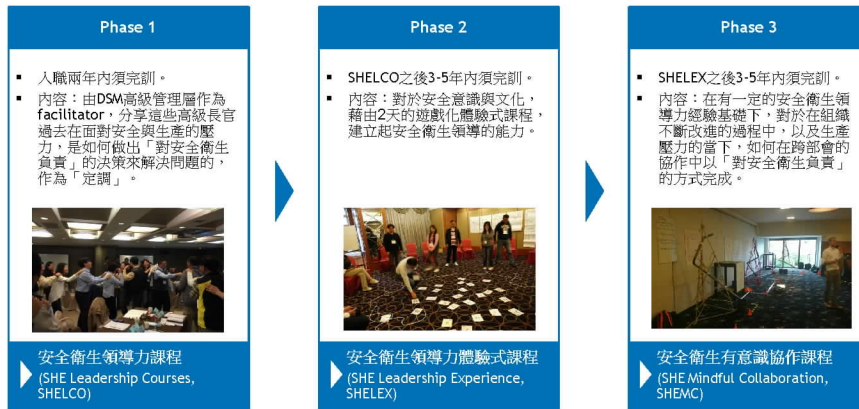 Phase 1
▪ 入職兩年內須完訓。
▪ 內容：由DSM高級管理層作為
facilitator，分享這些高級長官
過去在面對安全與生產的壓
力，是如何做出「對安全衛生
負責」的決策來解決問題的，
作為「定調」。
安全衛生領導力課程
(SHE Leadership Courses,
SHELCO)
Phase 2
▪ SHELCO之後3-5年內須完訓。
▪ 內容：對於安全意識與文化，
藉由2天的遊戲化體驗式課程，
建立起安全衛生領導的能力。
安全衛生領導力體驗式課程
(SHE Leadership Experience,
SHELEX)
Phase 3
▪ SHELEX之後3-5年內須完訓。
▪ 內容：在有一定的安全衛生領
導力經驗基礎下，對於在組織
不斷改進的過程中，以及生產
壓力的當下，如何在跨部會的
協作中以「對安全衛生負責」
的方式完成。
安全衛生有意識協作課程
(SHE Mindful Collaboration,
SHEMC)